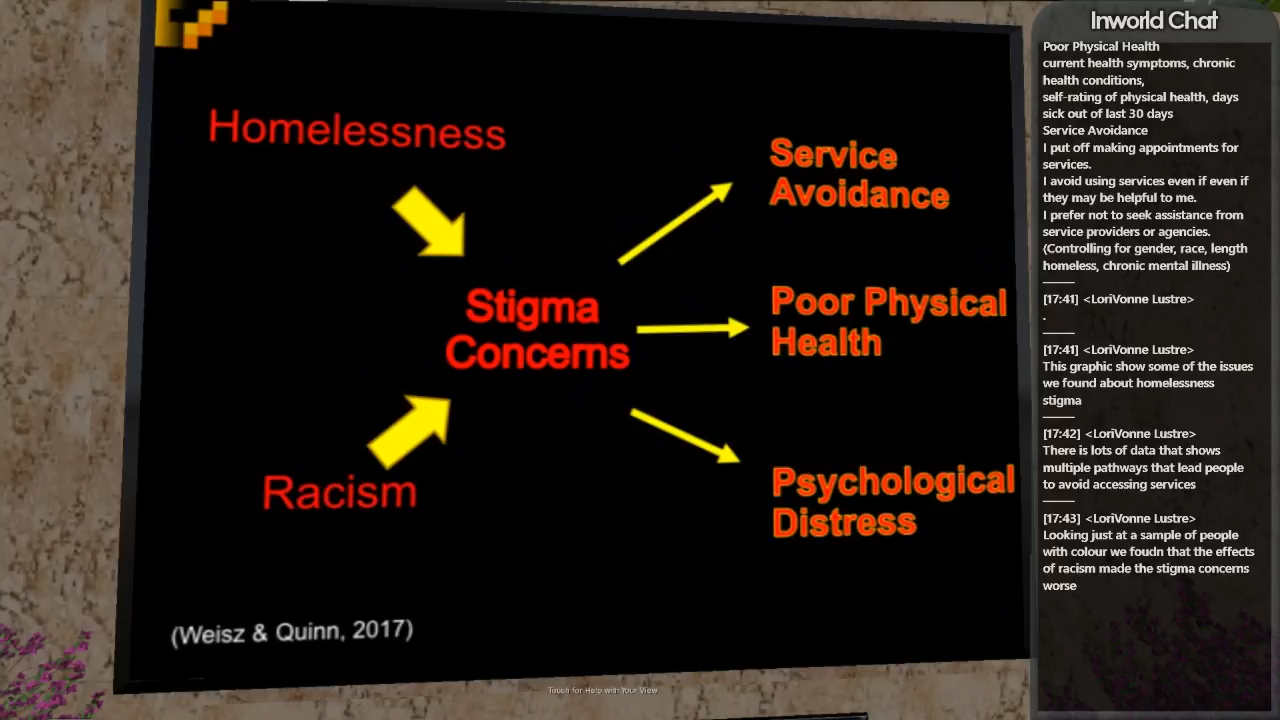 Homelessness
Service
Avoidance
Stigma
Concerns
Poor Physical
Health
Racism
Psychological
Distress
(Weisz & Quinn, 2017)
Touch for Help with Your View
Inworld Chat
Poor Physical Health
current health symptoms, chronic
health conditions,
self-rating of physical health, days
sick out of last 30 days
Service Avoidance
I put off making appointments for
services.
I avoid using services even if even if
they may be helpful to me.
I prefer not to seek assistance from
service providers or agencies.
(Controlling for gender, race, length
homeless, chronic mental illness)
[17:41] <LoriVonne Lustre>
.
[17:41] <LoriVonne Lustre>
This graphic show some of the issues
we found about homelessness
stigma
[17:42] <LoriVonne Lustre>
There is lots of data that shows
multiple pathways that lead people
to avoid accessing services
[17:43] <LoriVonne Lustre>
Looking just at a sample of people
with colour we foudn that the effects
of racism made the stigma concerns
worse